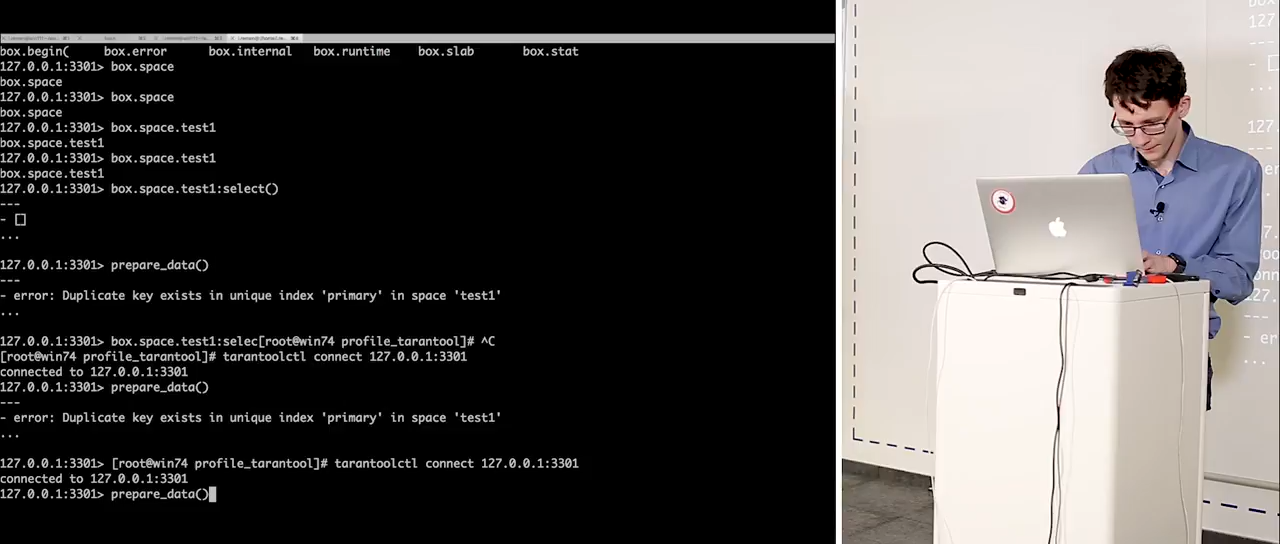 box.begin( box.error box.internal box.runtime box.slab box.stat
127.0.0.1:3301> box.space
box.space
127.0.0.1:3301> box.space
box.space
127.0.0.1:3301> box.space.test1
box.space.test1
127.0.0.1:3301> box.space.test1
box.space.test1
127.0.0.1:3301> box.space.test1:select()
---
- []
...
127.0.0.1:3301> prepare_data()
---
- error: Duplicate key exists in unique index 'primary' in space 'test1'
...
127.0.0.1:3301> box.space.test1:selec[root@win74 profile_tarantool]# ^C
[root@win74 profile_tarantool]# tarantoolctl connect 127.0.0.1:3301
connected to 127.0.0.1:3301
127.0.0.1:3301> prepare_data()
---
- error: Duplicate key exists in unique index 'primary' in space 'test1'
...
127.0.0.1:3301> [root@win74 profile_tarantool]# tarantoolctl connect 127.0.0.1:3301
connected to 127.0.0.1:3301
127.0.0.1:3301> prepare_data()